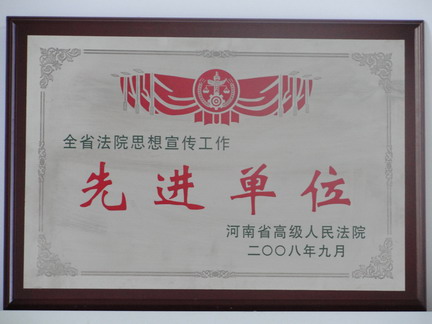 全省法院思想宣传工作
先进单位
河南省高级人民法院
二〇〇八年九月